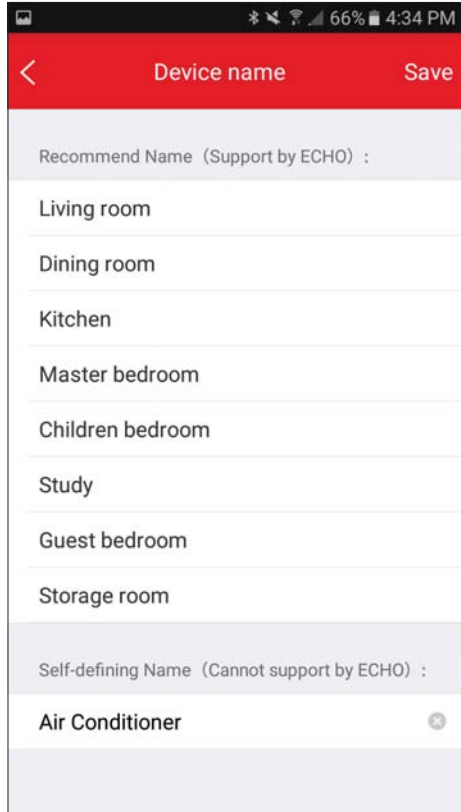 66% 4:34 PM
Device name Save
Recommend Name（Support by ECHO）:
Living room
Dining room
Kitchen
Master bedroom
Children bedroom
Study
Guest bedroom
Storage room
Self-defining Name（Cannot support by ECHO）:
Air Conditioner